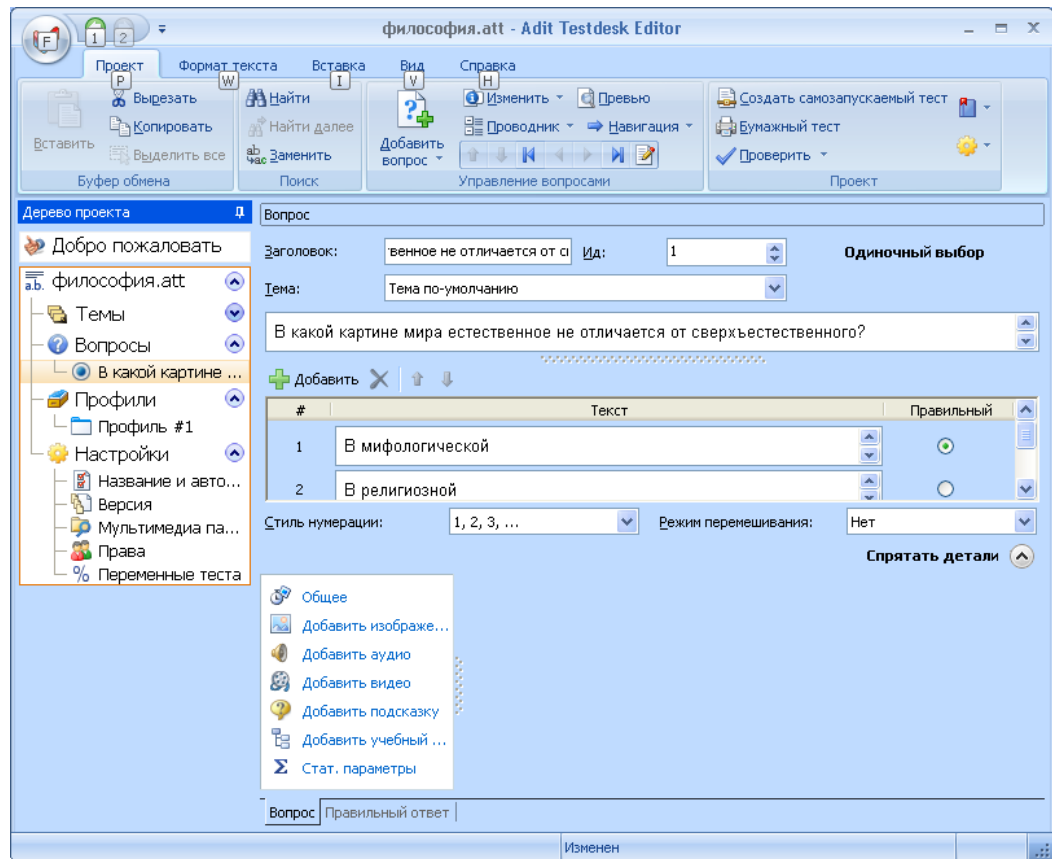 философия.att - Adit Testdesk Editor
F 1 2
Проект Формат текста Вставка Вид Справка
P W I V H
Вставить
Вырезать
Копировать
Выделить все
Буфер обмена
Найти
Найти далее
Заменить
Поиск
Добавить вопрос
Изменить Превью
Проводник Навигация
Управление вопросами
Создать самозапускаемый тест
Бумажный тест
Проверить
Проект
Дерево проекта
Добро пожаловать
философия.att
Темы
Вопросы
В какой картине ...
Профили
Профиль #1
Настройки
Название и авто...
Версия
Мультимедиа па...
Права
Переменные теста
Вопрос
Заголовок: твенное не отличается от сı Ид: 1 Одиночный выбор
Тема: Тема по-умолчанию
В какой картине мира естественное не отличается от сверхъестественного?
Добавить
# Текст Правильный
1 В мифологической
2 В религиозной
Стиль нумерации: 1, 2, 3, ... Режим перемешивания: Нет
Спрятать детали
Общее
Добавить изображе...
Добавить аудио
Добавить видео
Добавить подсказку
Добавить учебный ...
Стат. параметры
Вопрос Правильный ответ
Изменен